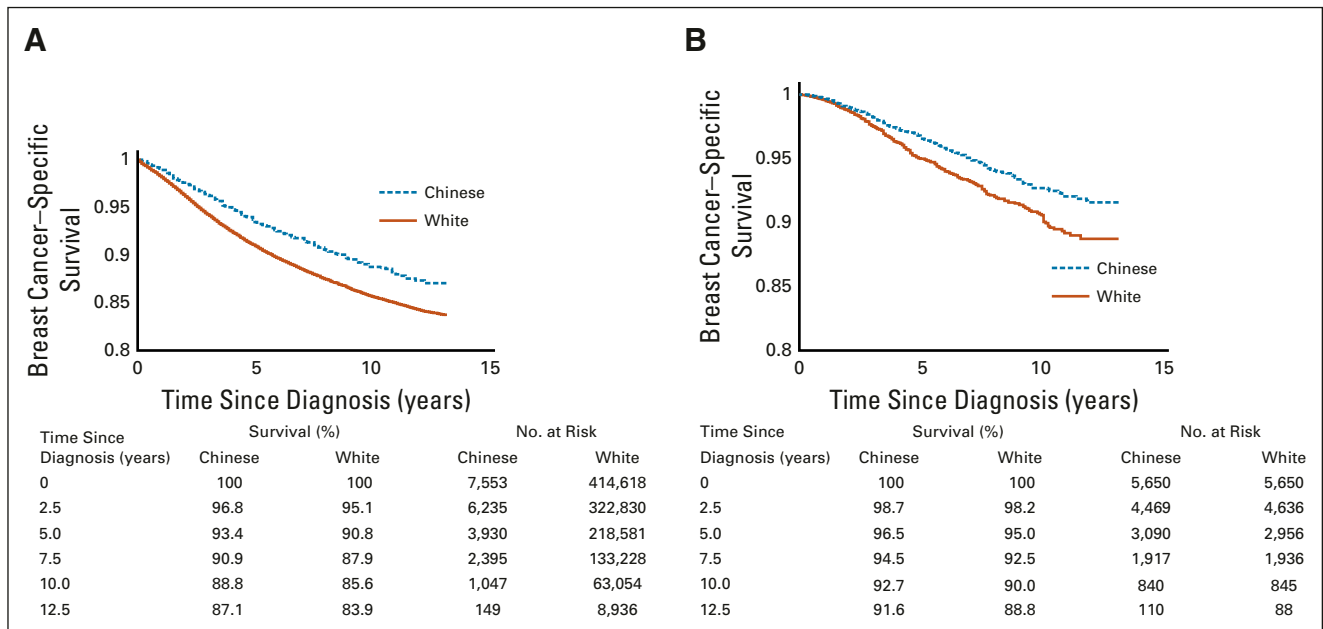 A
Breast Cancer–Specific
Survival
1
0.95
0.9
0.85
0.8
0
5
10
15
Chinese
White
Time Since Diagnosis (years)
Time Since
Diagnosis (years)
Survival (%)
No. at Risk
Chinese White Chinese White
0 100 100 7,553 414,618
2.5 96.8 95.1 6,235 322,830
5.0 93.4 90.8 3,930 218,581
7.5 90.9 87.9 2,395 133,228
10.0 88.8 85.6 1,047 63,054
12.5 87.1 83.9 149 8,936
B
Breast Cancer–Specific
Survival
1
0.95
0.9
0.85
0.8
0
5
10
15
Chinese
White
Time Since Diagnosis (years)
Time Since
Diagnosis (years)
Survival (%)
No. at Risk
Chinese White Chinese White
0 100 100 5,650 5,650
2.5 98.7 98.2 4,469 4,636
5.0 96.5 95.0 3,090 2,956
7.5 94.5 92.5 1,917 1,936
10.0 92.7 90.0 840 845
12.5 91.6 88.8 110 88